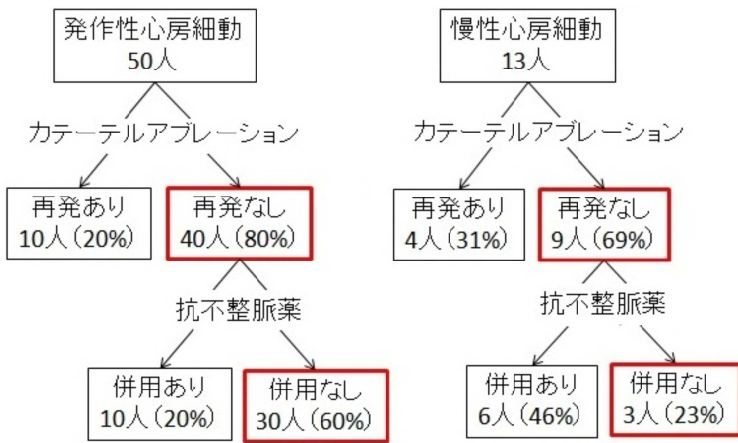 発作性心房細動
50人
カテーテルアブレーション
再発あり
10人(20%)
再発なし
40人(80%)
抗不整脈薬
併用あり
10人(20%)
併用なし
30人(60%)
慢性心房細動
13人
カテーテルアブレーション
再発あり
4人(31%)
再発なし
9人(69%)
抗不整脈薬
併用あり
6人(46%)
併用なし
3人(23%)